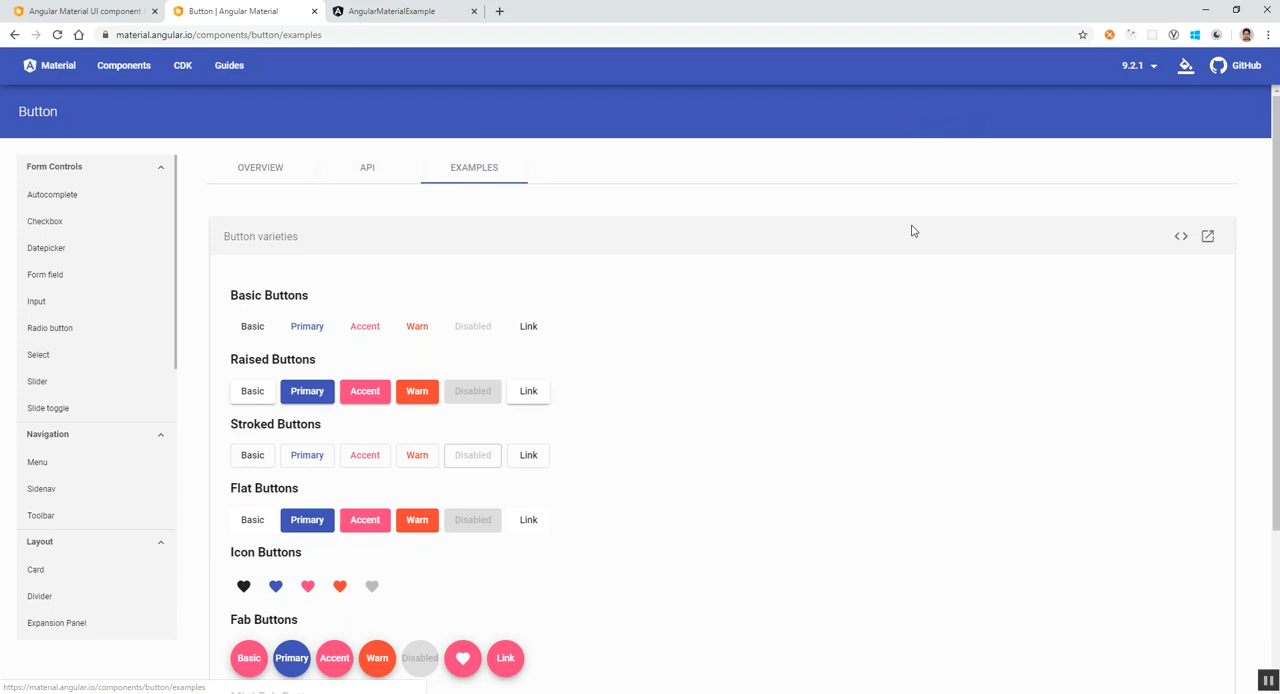 Angular Material UI component
Button | Angular Material
AngularMaterialExample
material.angular.io/components/button/examples
Material
Components
CDK
Guides
9.2.1
GitHub
Button
Form Controls
Autocomplete
Checkbox
Datepicker
Form field
Input
Radio button
Select
Slider
Slide toggle
Navigation
Menu
Sidenav
Toolbar
Layout
Card
Divider
Expansion Panel
OVERVIEW
API
EXAMPLES
Button varieties
Basic Buttons
Basic Primary Accent Warn Disabled Link
Raised Buttons
Basic Primary Accent Warn Disabled Link
Stroked Buttons
Basic Primary Accent Warn Disabled Link
Flat Buttons
Basic Primary Accent Warn Disabled Link
Icon Buttons
Fab Buttons
Basic Primary Accent Warn Disabled Link
https://material.angular.io/components/button/examples